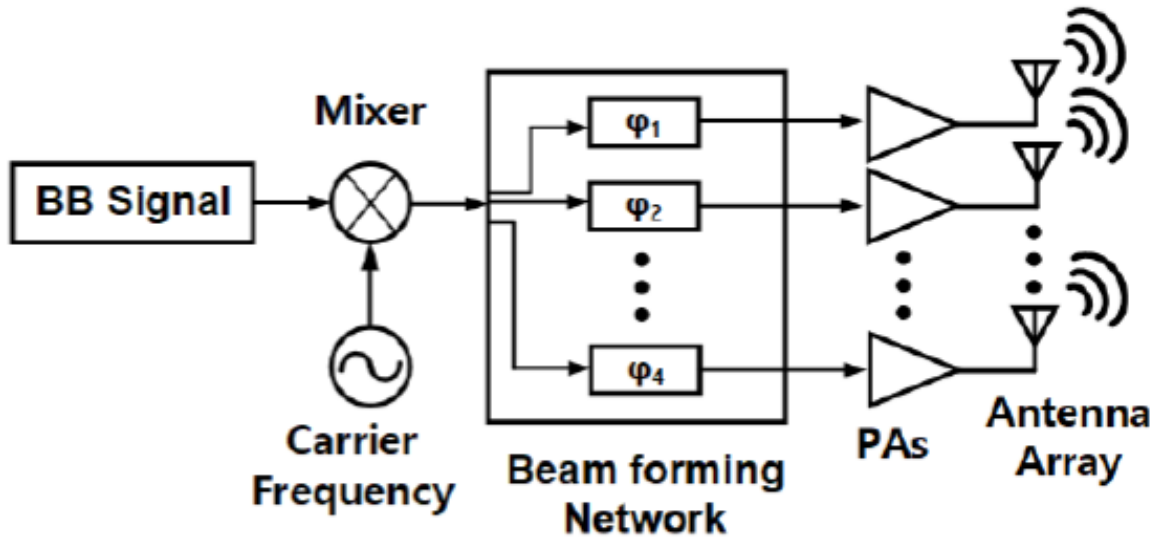 Mixer
BB Signal
Carrier
Frequency
φ1
φ2
φ4
Beam forming
Network
PAs
Antenna
Array